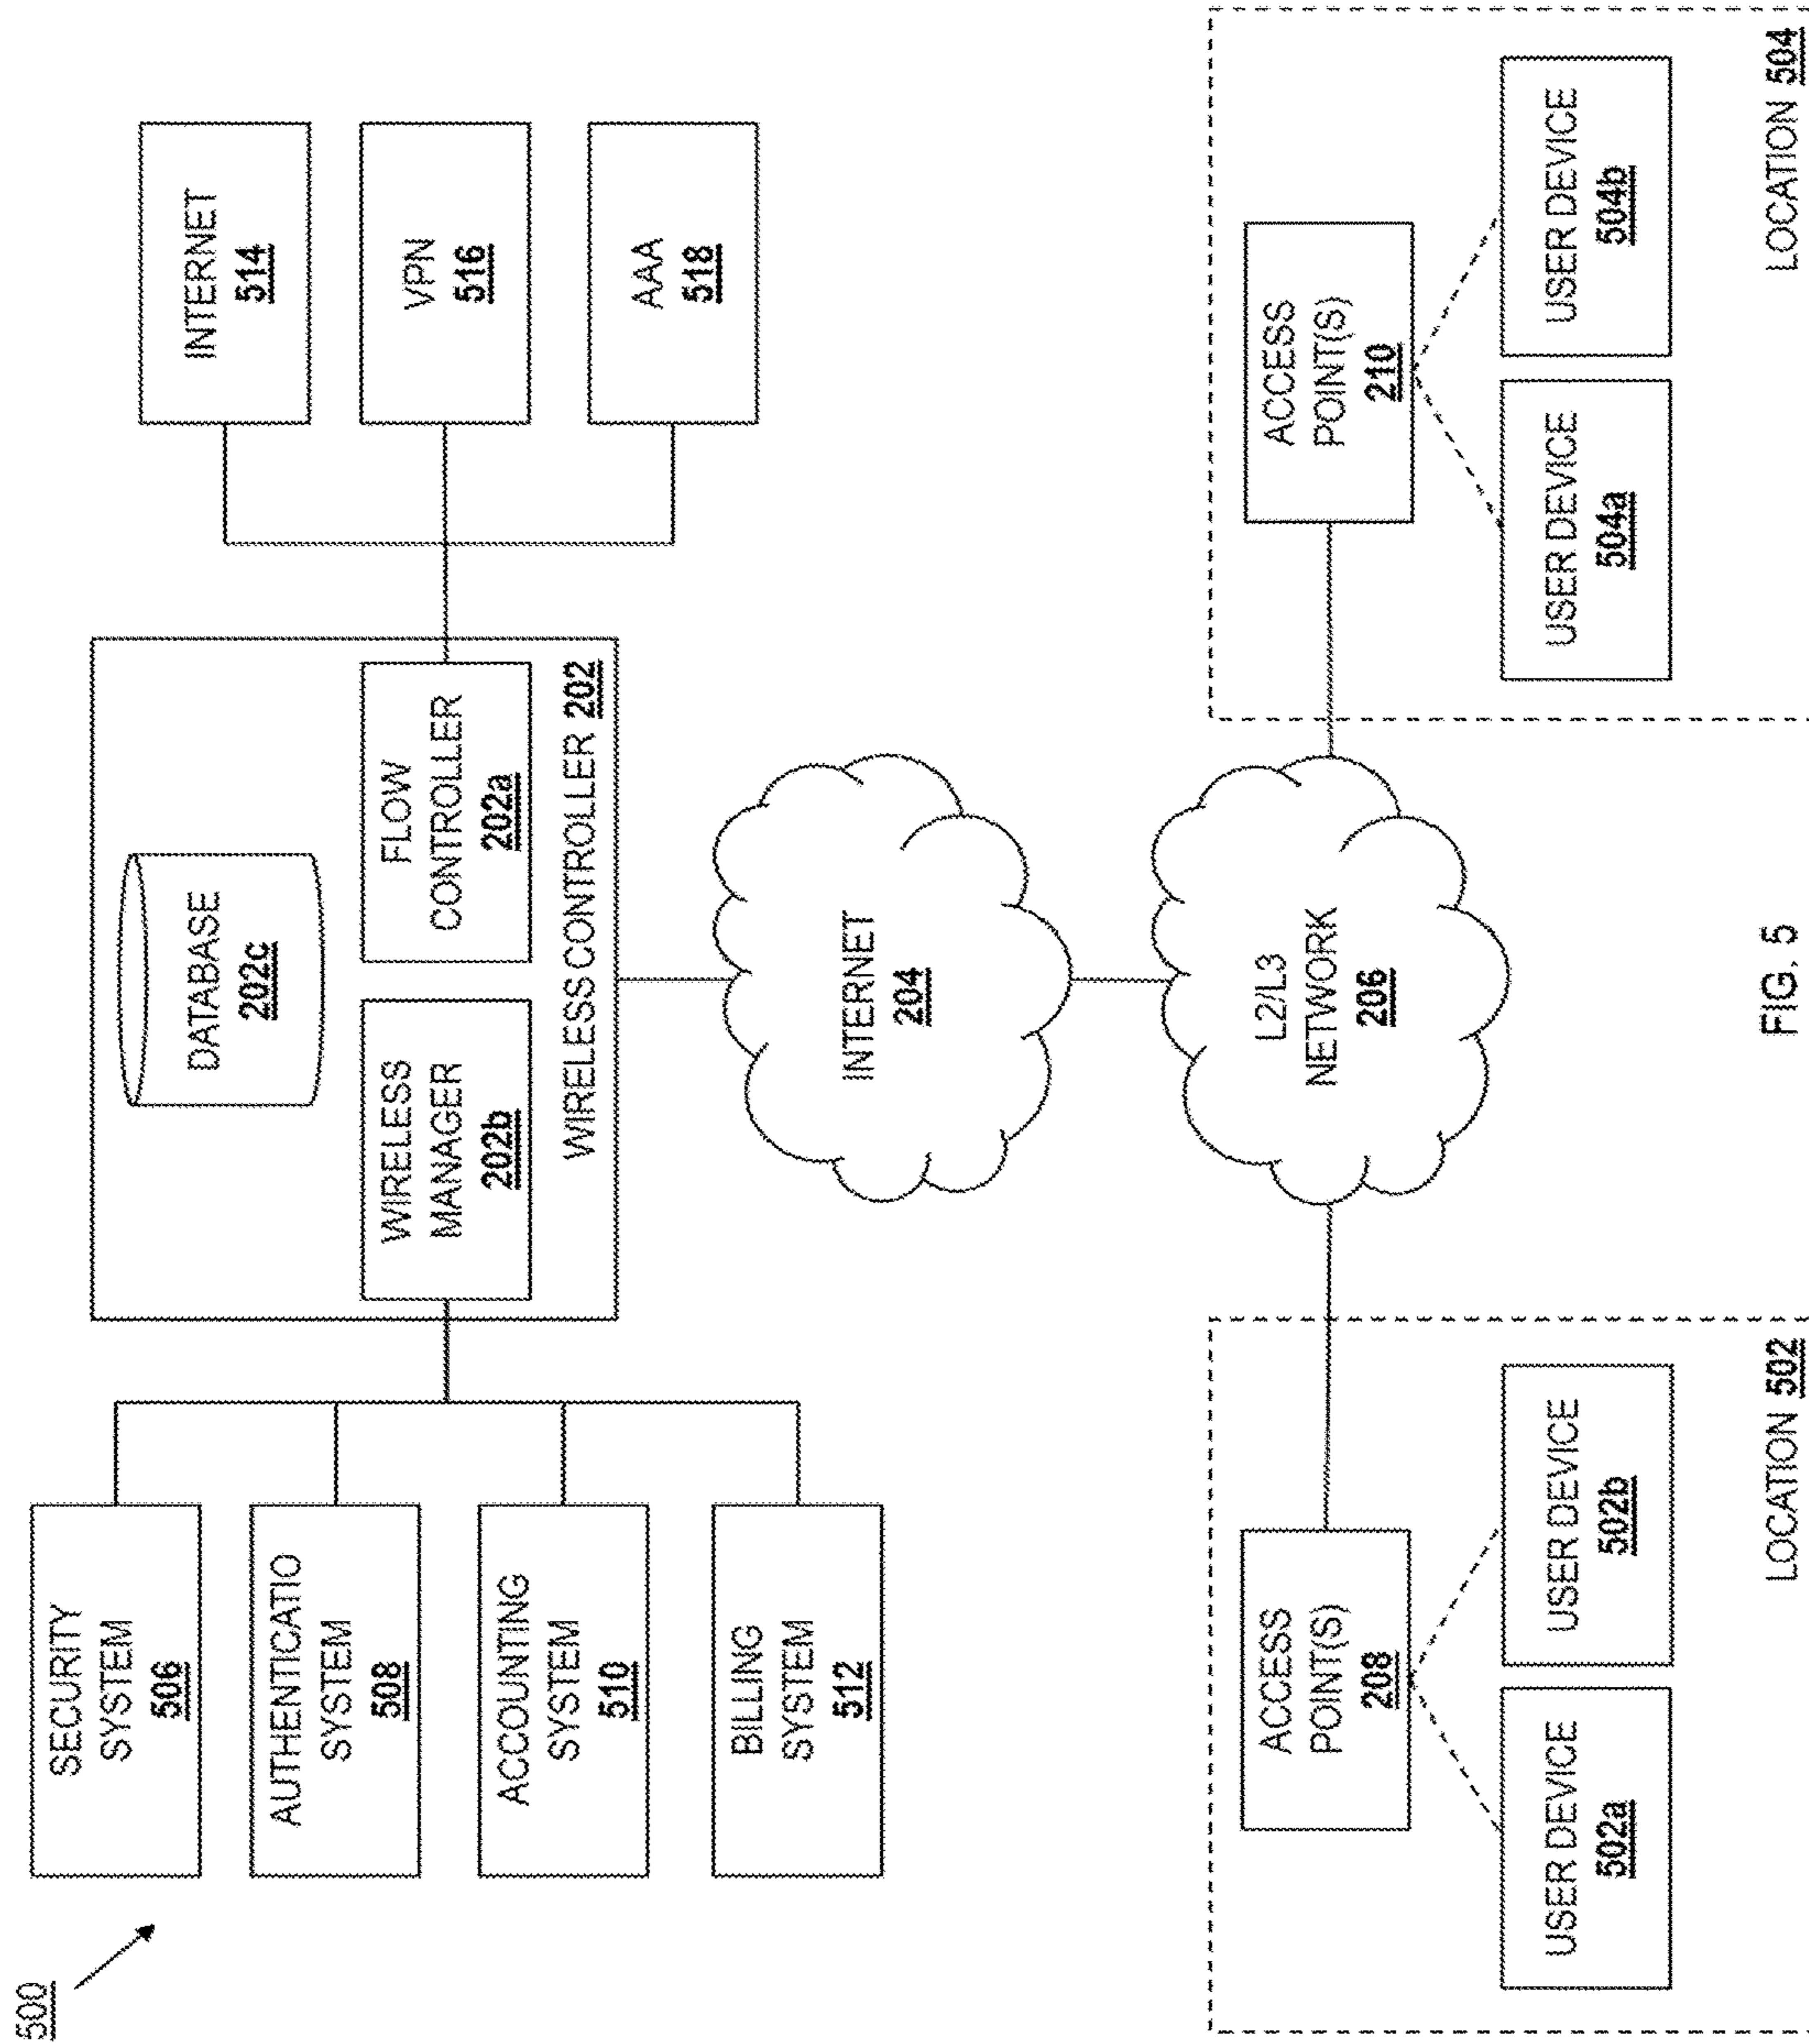 500
SECURITY
SYSTEM
506
AUTHENTICATIO
SYSTEM
508
ACCOUNTING
SYSTEM
510
BILLING
SYSTEM
512
DATABASE
202c
WIRELESS
MANAGER
202b
FLOW
CONTROLLER
202a
WIRELESS CONTROLLER 202
INTERNET
514
VPN
516
AAA
518
INTERNET
204
L2/L3
NETWORK
206
ACCESS
POINT(S)
208
USER DEVICE
502a
USER DEVICE
502b
LOCATION 502
ACCESS
POINT(S)
210
USER DEVICE
504a
USER DEVICE
504b
LOCATION 504
FIG. 5